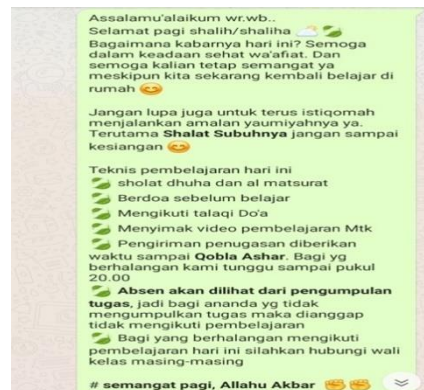 Assalamu'alaikum wr.wb..
Selamat pagi shalih/shaliha 🌥️🍃
Bagaimana kabarnya hari ini? Semoga
dalam keadaan sehat wa'afiat. Dan
semoga kalian tetap semangat ya
meskipun kita sekarang kembali belajar di
rumah 😊
Jangan lupa juga untuk terus istiqomah
menjalankan amalan yaumiyahnya ya.
Terutama Shalat Subuhnya jangan sampai
kesiangan 😊
Teknis pembelajaran hari ini
🍃 sholat dhuha dan al matsurat
🍃 Berdoa sebelum belajar
🍃 Mengikuti talaqi Do'a
🍃 Menyimak video pembelajaran Mtk
🍃 Pengiriman penugasan diberikan
waktu sampai Qobla Ashar. Bagi yg
berhalangan kami tunggu sampai pukul
20.00
🍃 Absen akan dilihat dari pengumpulan
tugas, jadi bagi ananda yg tidak
mengumpulkan tugas maka dianggap
tidak mengikuti pembelajaran
🍃 Bagi yang berhalangan mengikuti
pembelajaran hari ini silahkan hubungi wali
kelas masing-masing
# semangat pagi, Allahu Akbar ✊✊